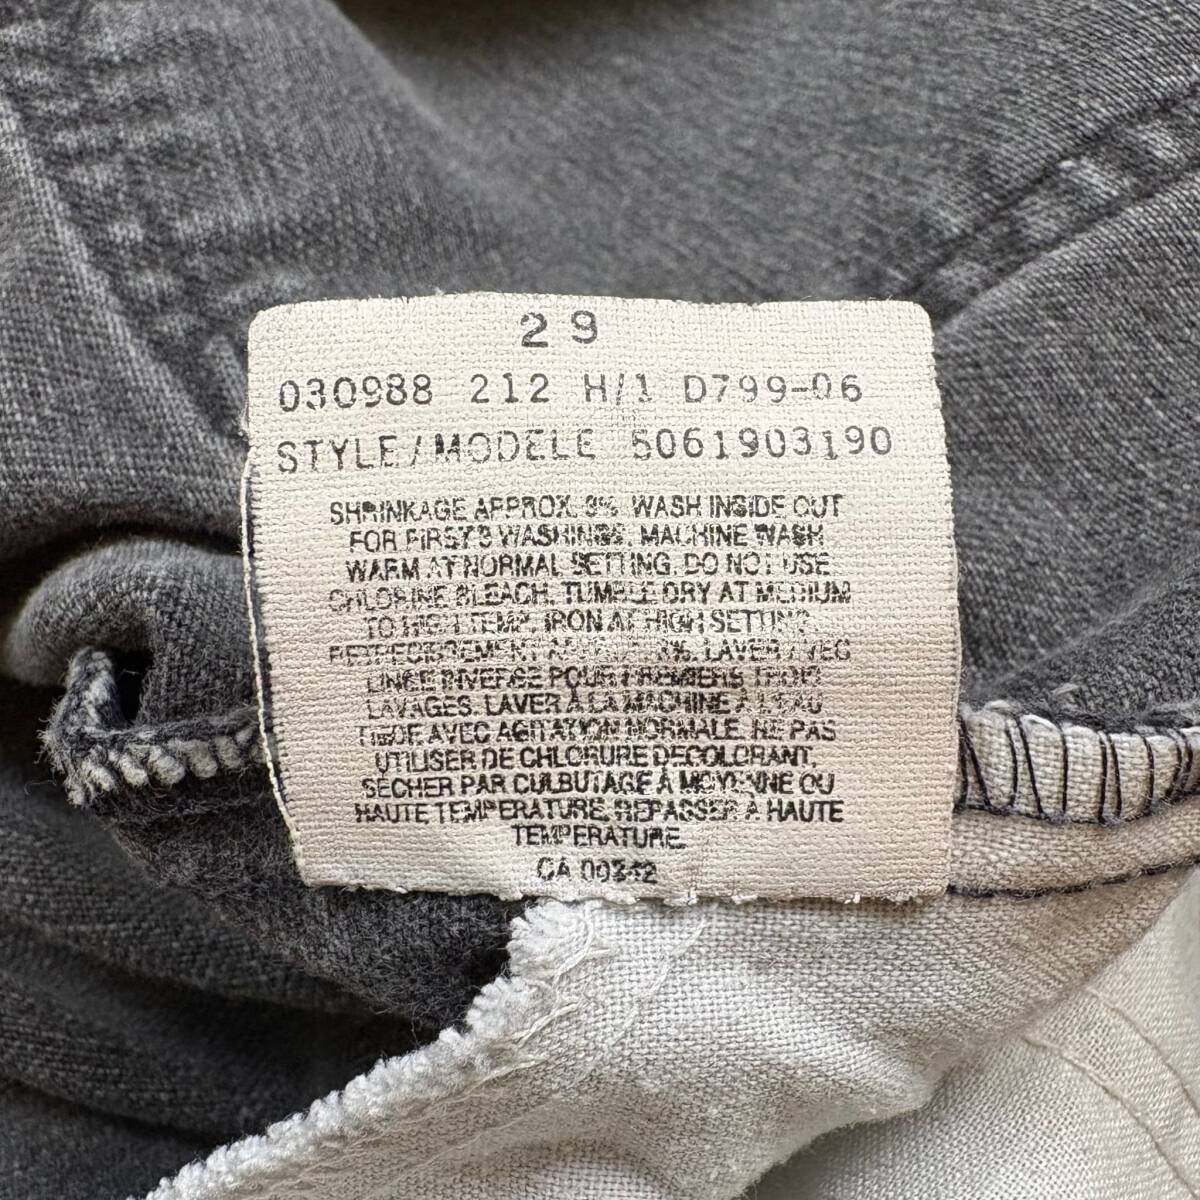 29
030988 212 H/1 D799-06
STYLE/MODELE 5061903190
SHRINKAGE APPROX. 3% WASH INSIDE OUT
FOR FIRST 3 WASHINGS, MACHINE WASH
WARM AT NORMAL SETTING, DO NOT USE
CHLORINE BLEACH, TUMBLE DRY AT MEDIUM
TO HIGH TEMP, IRON AT HIGH SETTING
%, LAVER AVEC
LINGE INVERSE POUR PREMIERS TROIS
LAVAGES, LAVER À LA MACHINE À L'EAU
TIEDE AVEC AGITATION NORMALE, NE PAS
UTILISER DE CHLORURE DECOLORANT,
SÉCHER PAR CULBUTAGE À MOYENNE OU
HAUTE TEMPERATURE, REPASSER À HAUTE
TEMPERATURE.
CA 00342